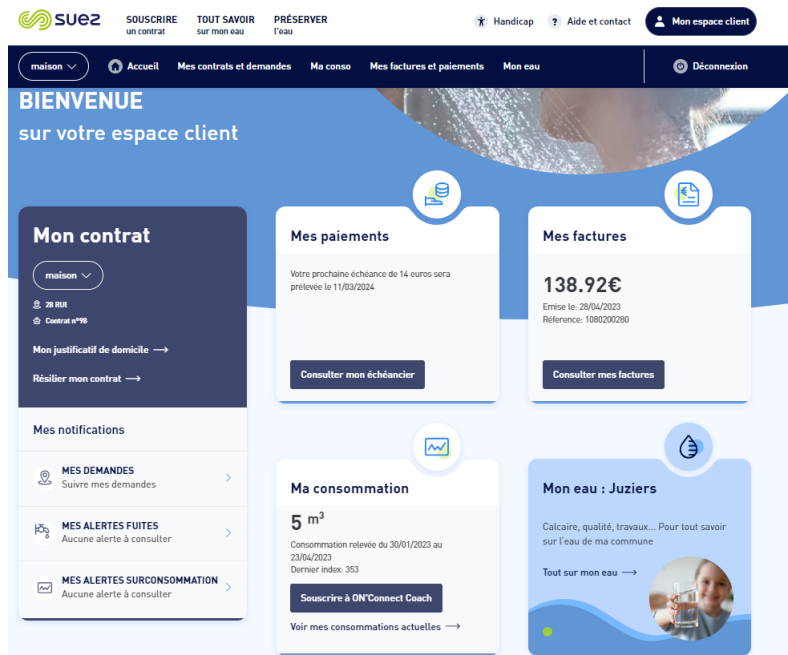 suez
SOUSCRIRE
un contrat
TOUT SAVOIR
sur mon eau
PRÉSERVER
l'eau
Handicap
? Aide et contact
Mon espace client
maison
Accueil
Mes contrats et demandes
Ma conso
Mes factures et paiements
Mon eau
Déconnexion
BIENVENUE
sur votre espace client
Mon contrat
maison
28 RUE
Contrat n°98
Mon justificatif de domicile →
Résilier mon contrat →
Mes notifications
MES DEMANDES
Suivre mes demandes
MES ALERTES FUITES
Aucune alerte à consulter
MES ALERTES SURCONSOMMATION
Aucune alerte à consulter
Mes paiements
Votre prochaine échéance de 14 euros sera
prélevée le 11/03/2024
Consulter mon échéancier
Mes factures
138.92€
Emise le: 28/04/2023
Réference: 1080200280
Consulter mes factures
Ma consommation
5 m³
Consommation relevée du 30/01/2023 au
23/04/2023
Dernier index: 353
Souscrire à ON'Connect Coach
Voir mes consommations actuelles →
Mon eau : Juziers
Calcaire, qualité, travaux... Pour tout savoir
sur l'eau de ma commune
Tout sur mon eau →